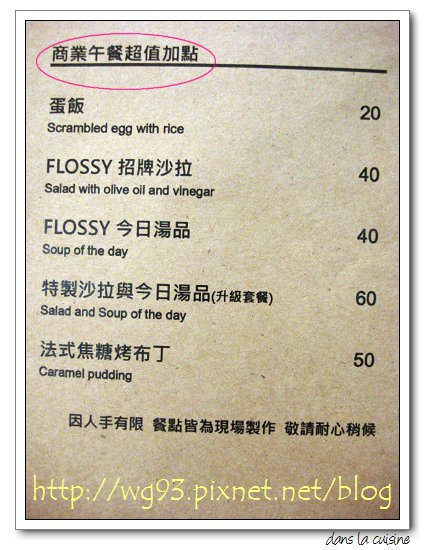 商業午餐超值加點
蛋飯 20
Scrambled egg with rice
FLOSSY 招牌沙拉 40
Salad with olive oil and vinegar
FLOSSY 今日湯品 40
Soup of the day
特製沙拉與今日湯品(升級套餐) 60
Salad and Soup of the day
法式焦糖烤布丁 50
Caramel pudding
因人手有限 餐點皆為現場製作 敬請耐心稍候
http://wg93.pixnet.net/blog
dans la cuisine